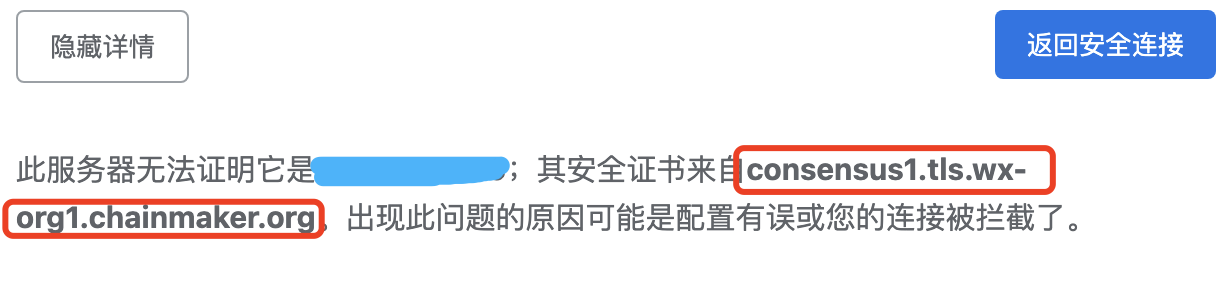 隐藏详情
返回安全连接
此服务器无法证明它是；其安全证书来自consensus1.tls.wx-
org1.chainmaker.org。出现此问题的原因可能是配置有误或您的连接被拦截了。